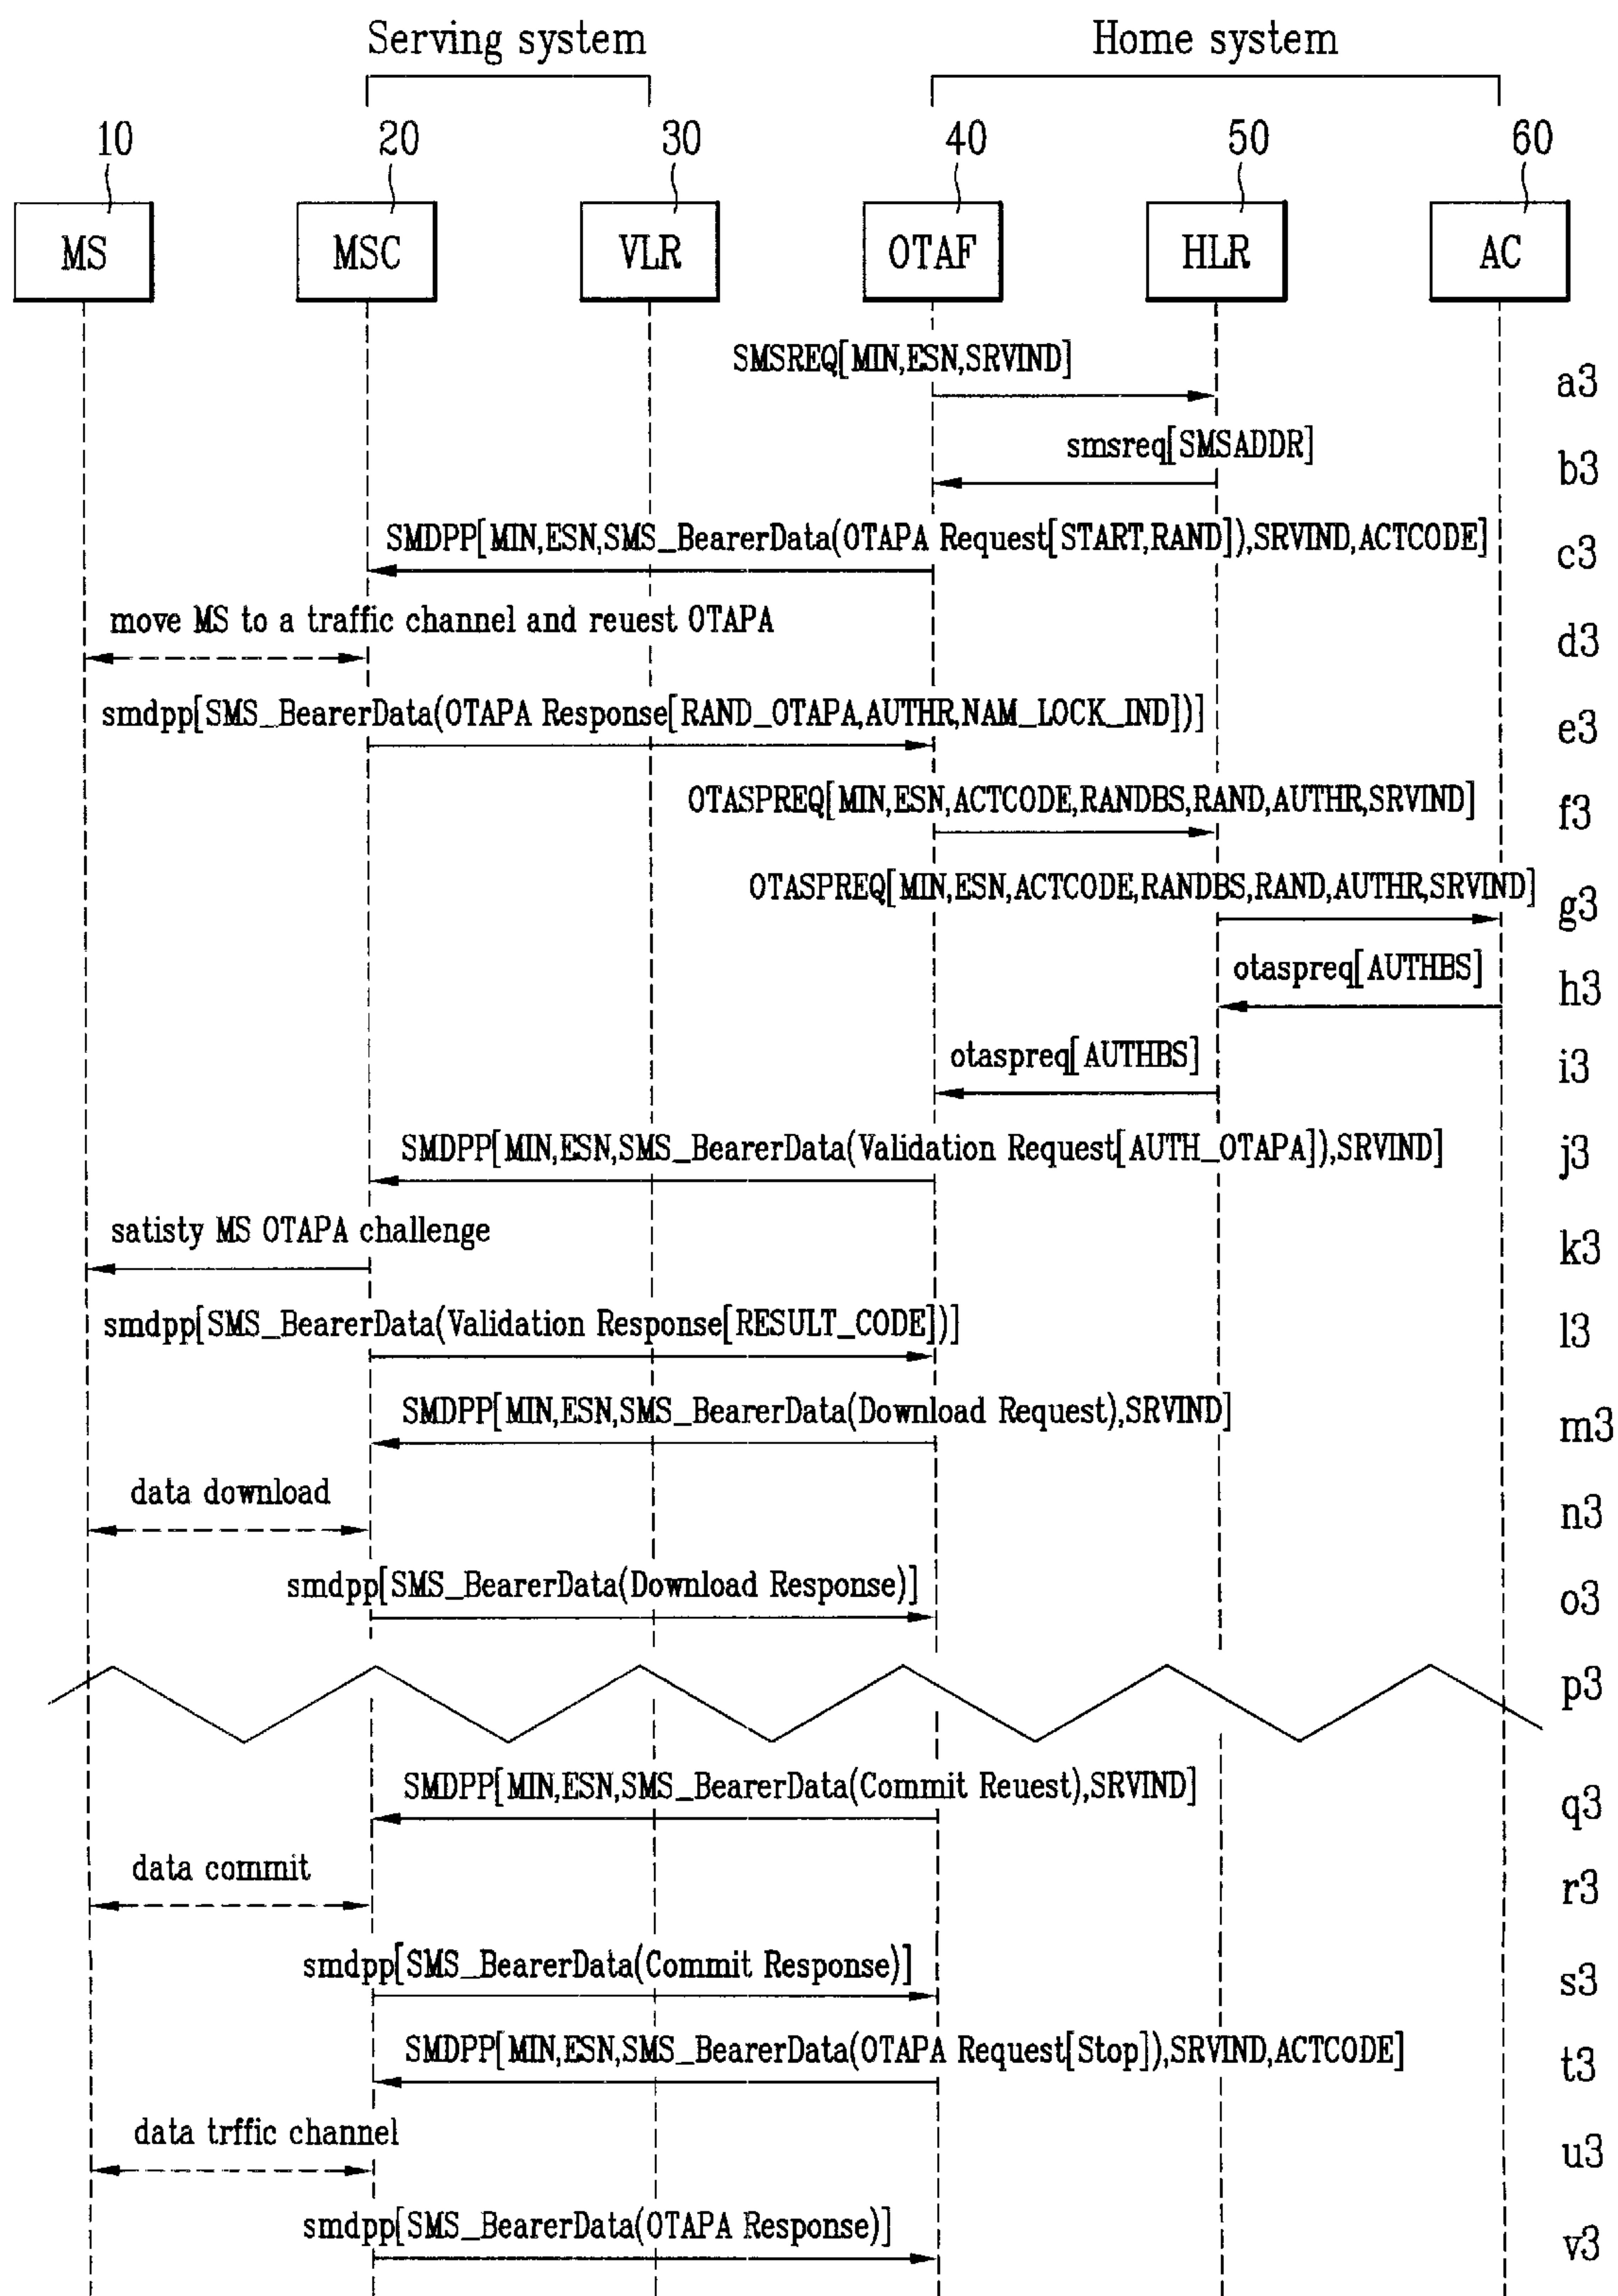 Serving system
Home system
10
20
30
40
50
60
MS
MSC
VLR
OTAF
HLR
AC
SMSREQ[MIN,ESN,SRVIND]
a3
smsreq[SMSADDR]
b3
SMDPP[MIN,ESN,SMS_BearerData(OTAPA Request[START,RAND]),SRVIND,ACTCODE]
c3
move MS to a traffic channel and reuest OTAPA
d3
smdpp[SMS_BearerData(OTAPA Response[RAND_OTAPA,AUTHR,NAM_LOCK_IND])]
e3
OTASPREQ[MIN,ESN,ACTCODE,RANDBS,RAND,AUTHR,SRVIND]
f3
OTASPREQ[MIN,ESN,ACTCODE,RANDBS,RAND,AUTHR,SRVIND]
g3
otaspreq[AUTHBS]
h3
otaspreq[AUTHBS]
i3
SMDPP[MIN,ESN,SMS_BearerData(Validation Request[AUTH_OTAPA]),SRVIND]
j3
satisty MS OTAPA challenge
k3
smdpp[SMS_BearerData(Validation Response[RESULT_CODE])]
l3
SMDPP[MIN,ESN,SMS_BearerData(Download Request),SRVIND]
m3
data download
n3
smdpp[SMS_BearerData(Download Response)]
o3
p3
SMDPP[MIN,ESN,SMS_BearerData(Commit Reuest),SRVIND]
q3
data commit
r3
smdpp[SMS_BearerData(Commit Response)]
s3
SMDPP[MIN,ESN,SMS_BearerData(OTAPA Request[Stop]),SRVIND,ACTCODE]
t3
data trffic channel
u3
smdpp[SMS_BearerData(OTAPA Response)]
v3